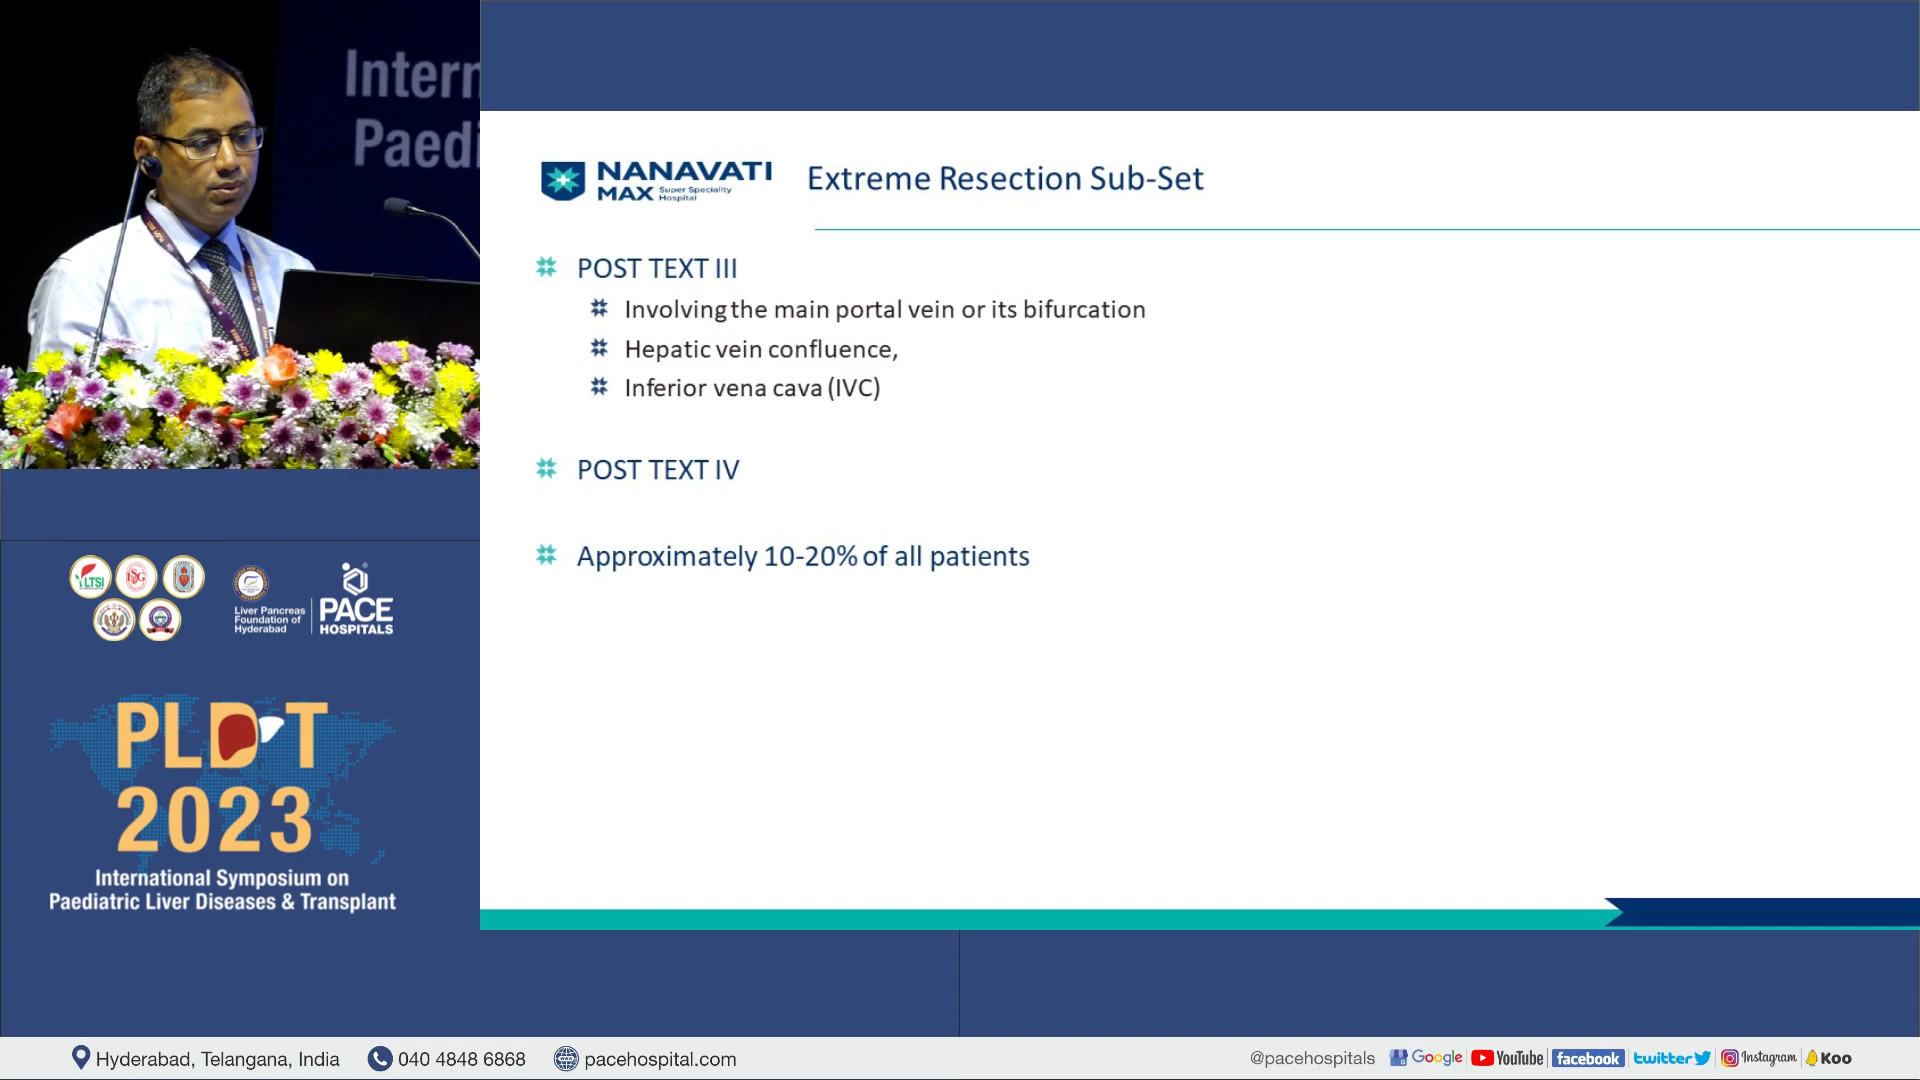 Intern
Paedi
NANAVATI
MAX Super Speciality
Hospital
Extreme Resection Sub-Set
POST TEXT III
Involving the main portal vein or its bifurcation
Hepatic vein confluence,
Inferior vena cava (IVC)
POST TEXT IV
Approximately 10-20% of all patients
LTSI
ISG
Liver Pancreas
Foundation of
Hyderabad
PACE
HOSPITALS
PLD T
2023
International Symposium on
Paediatric Liver Diseases & Transplant
Hyderabad, Telangana, India
040 4848 6868
pacehospital.com
@pacehospitals
Google
YouTube
facebook
twitter
Instagram
Koo